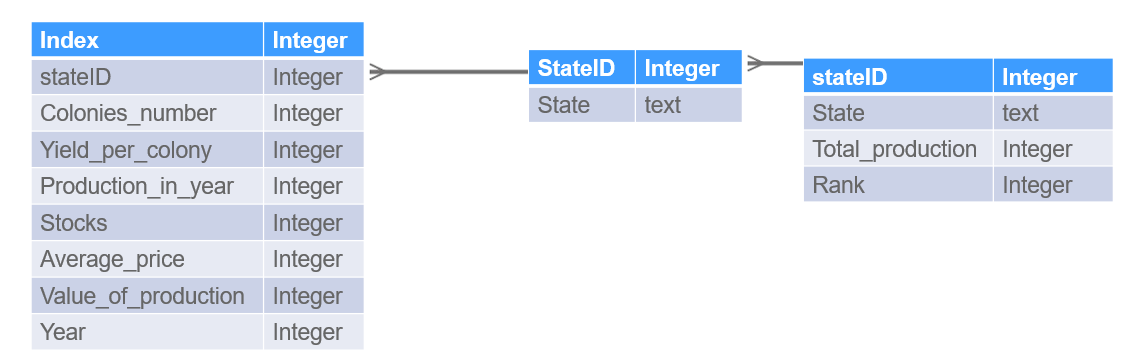 Index Integer
stateID Integer
Colonies_number Integer
Yield_per_colony Integer
Production_in_year Integer
Stocks Integer
Average_price Integer
Value_of_production Integer
Year Integer
StateID Integer
State text
stateID Integer
State text
Total_production Integer
Rank Integer